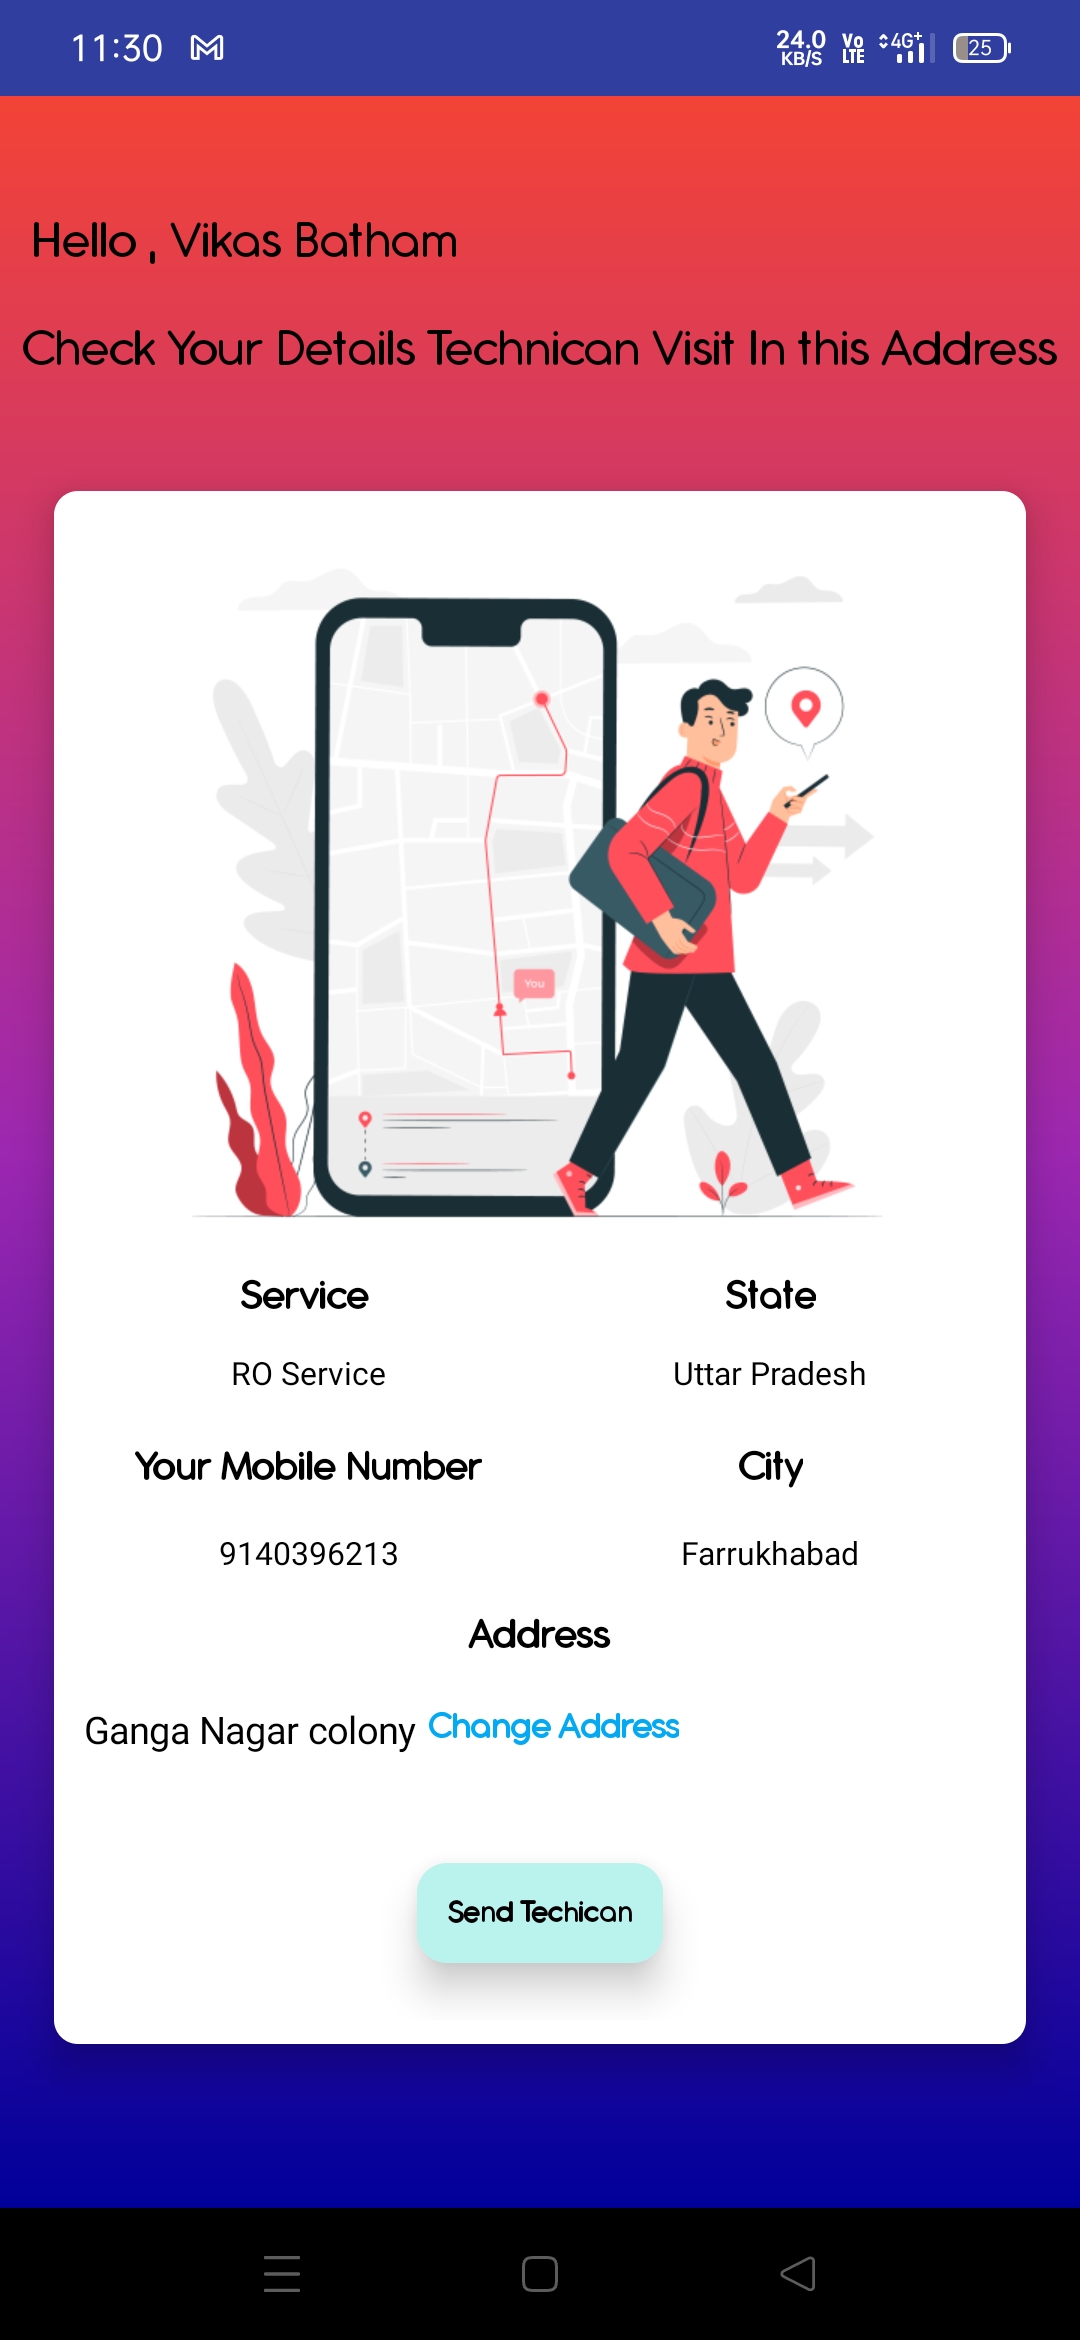 11:30
24.0 KB/S Vo LTE 4G+ 25
Hello , Vikas Batham
Check Your Details Technican Visit In this Address
You
Service
State
RO Service
Uttar Pradesh
Your Mobile Number
City
9140396213
Farrukhabad
Address
Ganga Nagar colony Change Address
Send Techican